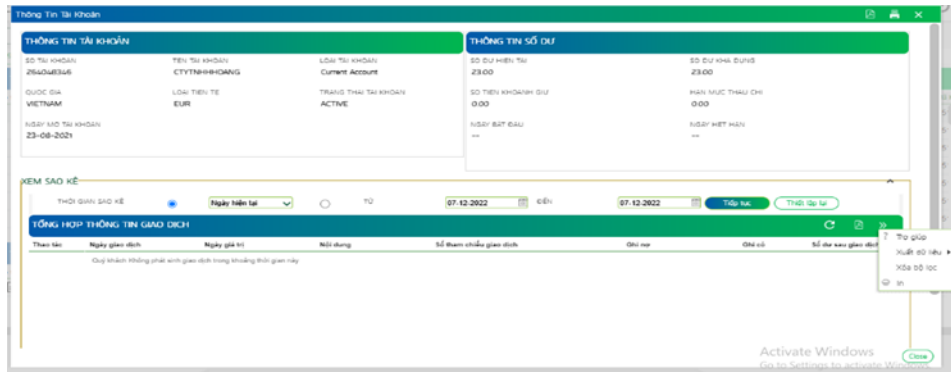 Thông Tin Tài Khoản
THÔNG TIN TÀI KHOẢN
SỐ TÀI KHOẢN TÊN TÀI KHOẢN LOẠI TÀI KHOẢN
264048346 CTYTNHHHOANG Current Account
QUỐC GIA LOẠI TIỀN TỆ TRẠNG THÁI TÀI KHOẢN
VIETNAM EUR ACTIVE
NGÀY MỞ TÀI KHOẢN
23-08-2021
THÔNG TIN SỐ DƯ
SỐ DƯ HIỆN TẠI SỐ DƯ KHẢ DỤNG
23.00 23.00
SỐ TIỀN KHOANH GIỮ HẠN MỨC THẤU CHI
0.00 0.00
NGÀY BẮT ĐẦU NGÀY HẾT HẠN
-- --
XEM SAO KÊ
THỜI GIAN SAO KÊ Ngày hiện tại TỪ 07-12-2022 ĐẾN 07-12-2022 Tiếp tục Thiết lập lại
TỔNG HỢP THÔNG TIN GIAO DỊCH
Thao tác Ngày giao dịch Ngày giá trị Nội dung Số tham chiếu giao dịch Ghi nợ Ghi có Số dư sau giao dịch
Quý khách không phát sinh giao dịch trong khoảng thời gian này
? Trợ giúp
Xuất dữ liệu
Xóa bộ lọc
In
Activate Windows
Go to Settings to activate Windows.
Close